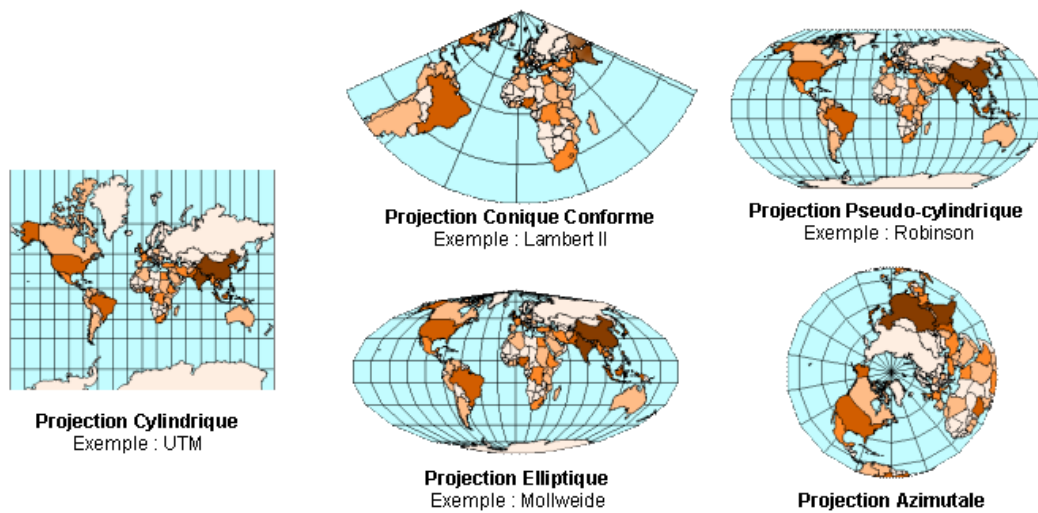 Projection Conique Conforme
Exemple : Lambert II
Projection Pseudo-cylindrique
Exemple : Robinson
Projection Cylindrique
Exemple : UTM
Projection Elliptique
Exemple : Mollweide
Projection Azimutale